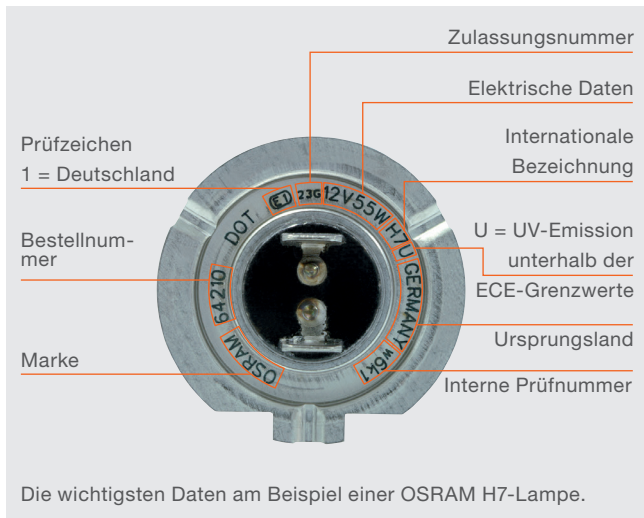 Zulassungsnummer
Elektrische Daten
Internationale
Bezeichnung
Prüfzeichen
1 = Deutschland
U = UV-Emission
unterhalb der
ECE-Grenzwerte
Bestellnum-
mer
Ursprungsland
Marke
Interne Prüfnummer
OSRAM 64210 DOT E1 23G 12V55W H7U GERMANY w6k1
Die wichtigsten Daten am Beispiel einer OSRAM H7-Lampe.